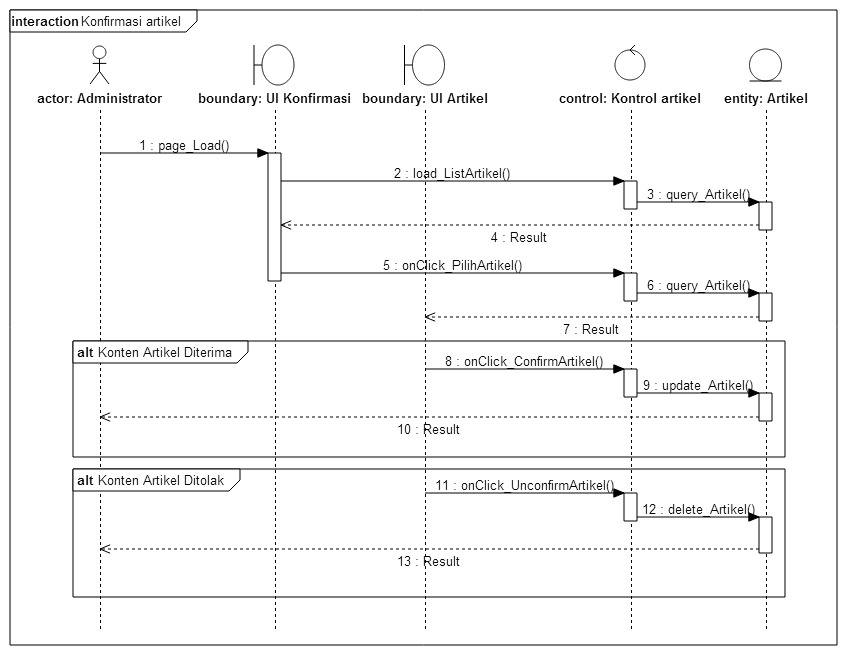 interaction Konfirmasi artikel
actor: Administrator
boundary: UI Konfirmasi
boundary: UI Artikel
control: Kontrol artikel
entity: Artikel
1 : page_Load()
2 : load_ListArtikel()
3 : query_Artikel()
4 : Result
5 : onClick_PilihArtikel()
6 : query_Artikel()
7 : Result
alt Konten Artikel Diterima
8 : onClick_ConfirmArtikel()
9 : update_Artikel()
10 : Result
alt Konten Artikel Ditolak
11 : onClick_UnconfirmArtikel()
12 : delete_Artikel()
13 : Result